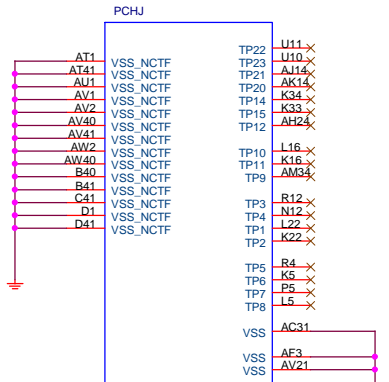 PCHJ
AT1 VSS_NCTF
AT41 VSS_NCTF
AU1 VSS_NCTF
AV1 VSS_NCTF
AV2 VSS_NCTF
AV40 VSS_NCTF
AV41 VSS_NCTF
AW2 VSS_NCTF
AW40 VSS_NCTF
B40 VSS_NCTF
B41 VSS_NCTF
C41 VSS_NCTF
D1 VSS_NCTF
D41 VSS_NCTF
TP22 U11
TP23 U10
TP21 AJ14
TP20 AK14
TP14 K34
TP15 K33
TP12 AH24
TP10 L16
TP11 K16
TP9 AM34
TP3 R12
TP4 N12
TP1 L22
TP2 K22
TP5 R4
TP6 K5
TP7 P5
TP8 L5
VSS AC31
VSS AF3
VSS AV21